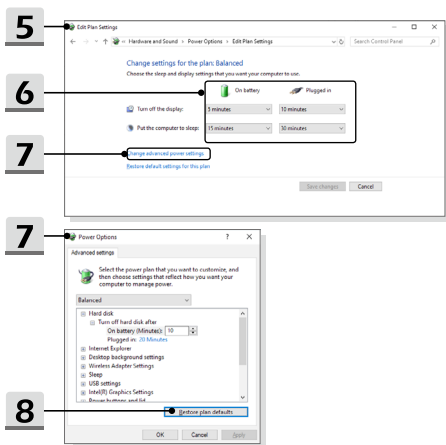 5
Edit Plan Settings
« Hardware and Sound › Power Options › Edit Plan Settings
Search Control Panel
Change settings for the plan: Balanced
Choose the sleep and display settings that you want your computer to use.
6
On battery
Plugged in
Turn off the display:
5 minutes
10 minutes
Put the computer to sleep:
15 minutes
30 minutes
7
Change advanced power settings
Restore default settings for this plan
Save changes
Cancel
7
Power Options
?
Advanced settings
Select the power plan that you want to customize, and
then choose settings that reflect how you want your
computer to manage power.
Balanced
Hard disk
Turn off hard disk after
On battery (Minutes): 10
Plugged in: 20 Minutes
Internet Explorer
Desktop background settings
Wireless Adapter Settings
Sleep
USB settings
Intel(R) Graphics Settings
Power buttons and lid
8
Restore plan defaults
OK
Cancel
Apply